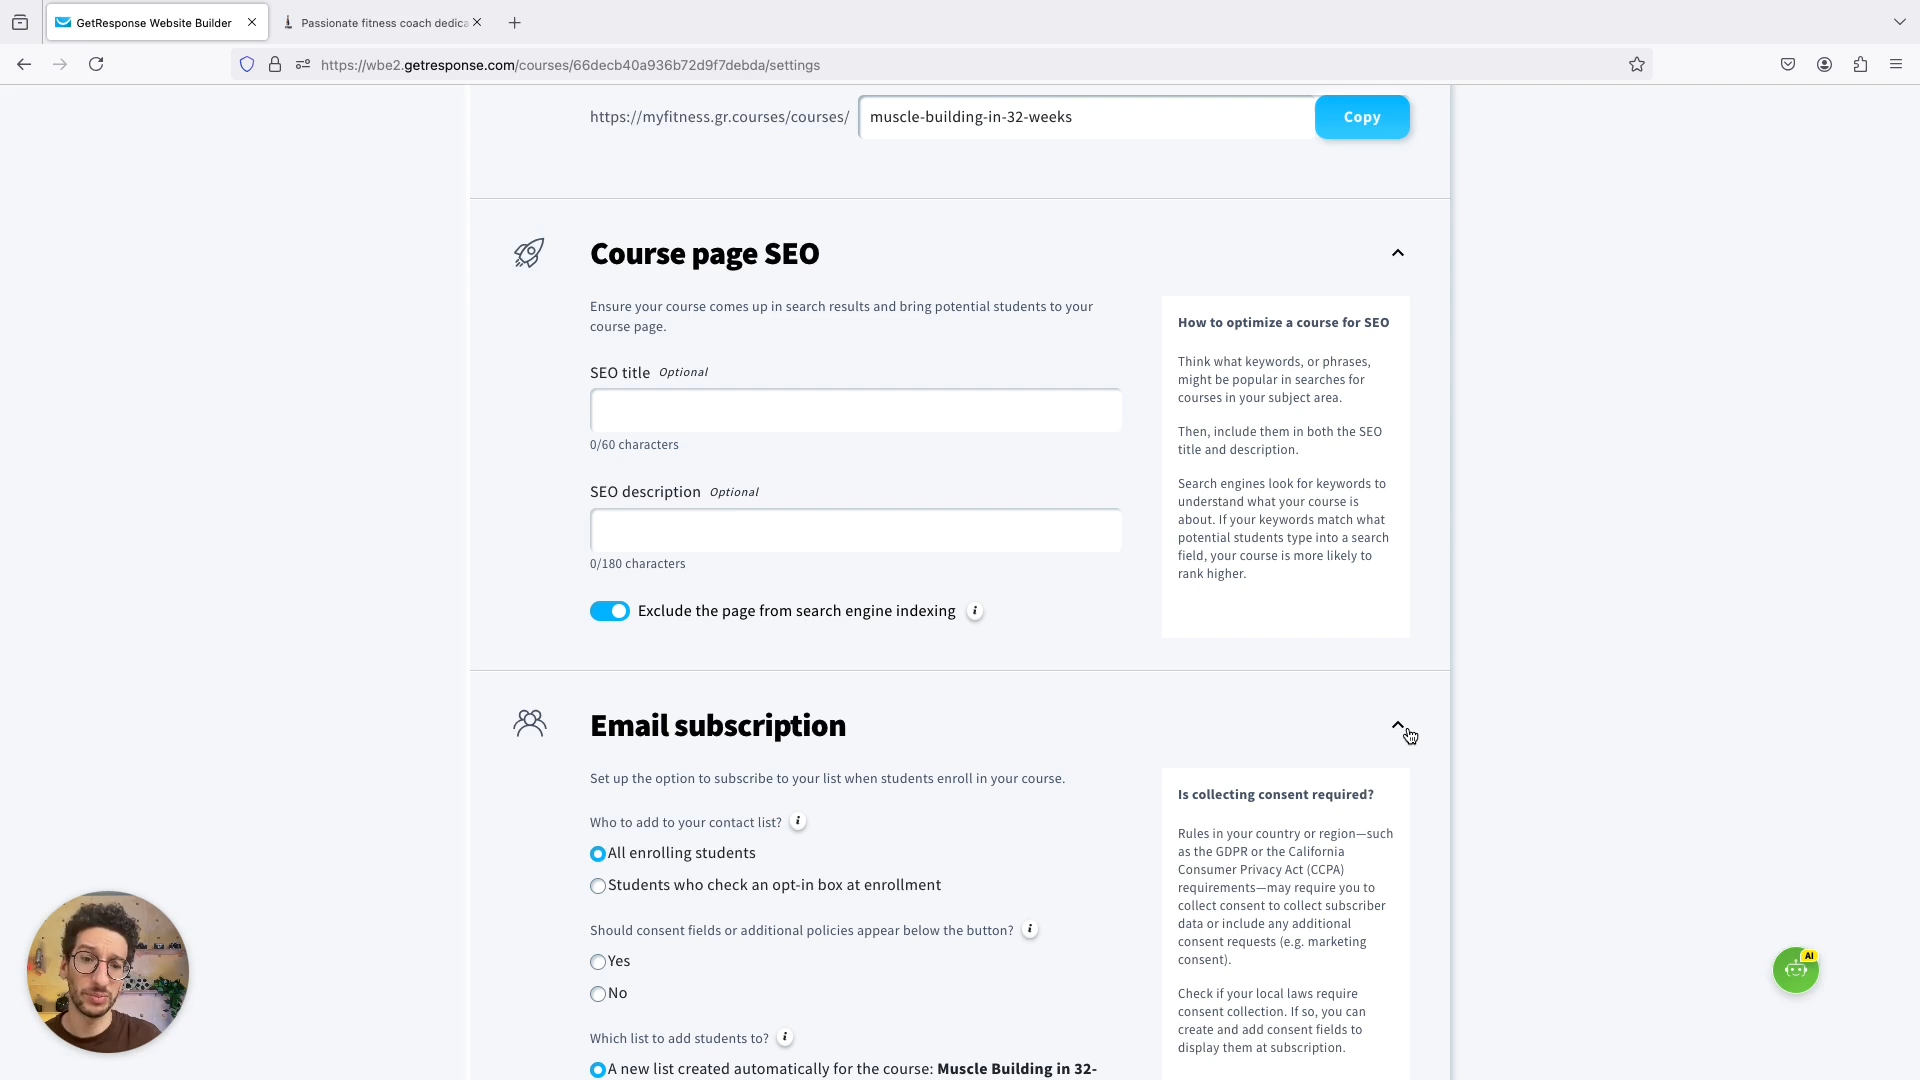 GetResponse Website Builder
Passionate fitness coach dedica
https://wbe2.getresponse.com/courses/66decb40a936b72d9f7debda/settings
https://myfitness.gr.courses/courses/
muscle-building-in-32-weeks
Copy
Course page SEO
Ensure your course comes up in search results and bring potential students to your
course page.
SEO title Optional
0/60 characters
SEO description Optional
0/180 characters
Exclude the page from search engine indexing i
How to optimize a course for SEO
Think what keywords, or phrases,
might be popular in searches for
courses in your subject area.
Then, include them in both the SEO
title and description.
Search engines look for keywords to
understand what your course is
about. If your keywords match what
potential students type into a search
field, your course is more likely to
rank higher.
Email subscription
Set up the option to subscribe to your list when students enroll in your course.
Who to add to your contact list? i
All enrolling students
Students who check an opt-in box at enrollment
Should consent fields or additional policies appear below the button? i
Yes
No
Which list to add students to? i
A new list created automatically for the course: Muscle Building in 32-
Is collecting consent required?
Rules in your country or region—such
as the GDPR or the California
Consumer Privacy Act (CCPA)
requirements—may require you to
collect consent to collect subscriber
data or include any additional
consent requests (e.g. marketing
consent).
Check if your local laws require
consent collection. If so, you can
create and add consent fields to
display them at subscription.
AI